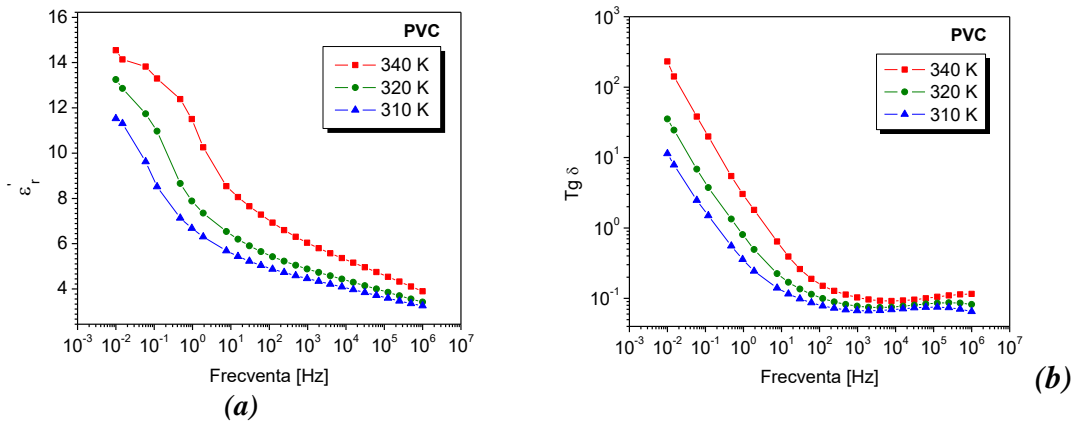 PVC
340 K
320 K
310 K
16
14
12
10
8
6
4
ε'r
10-3 10-2 10-1 100 101 102 103 104 105 106 107
Frecventa [Hz]
(a)
PVC
340 K
320 K
310 K
103
102
101
100
10-1
Tg δ
10-3 10-2 10-1 100 101 102 103 104 105 106 107
Frecventa [Hz]
(b)